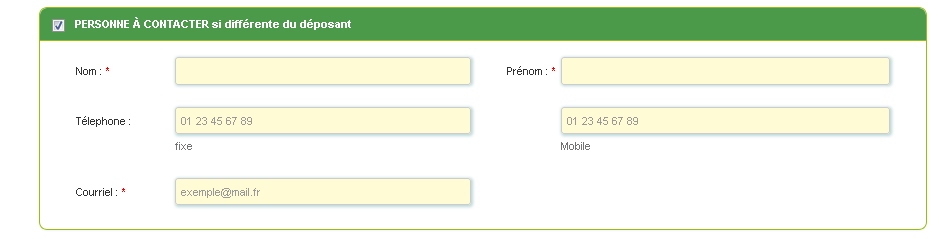 PERSONNE À CONTACTER si différente du déposant
Nom : * Prénom : *
Télephone : 01 23 45 67 89 01 23 45 67 89
fixe Mobile
Courriel : * exemple@mail.fr